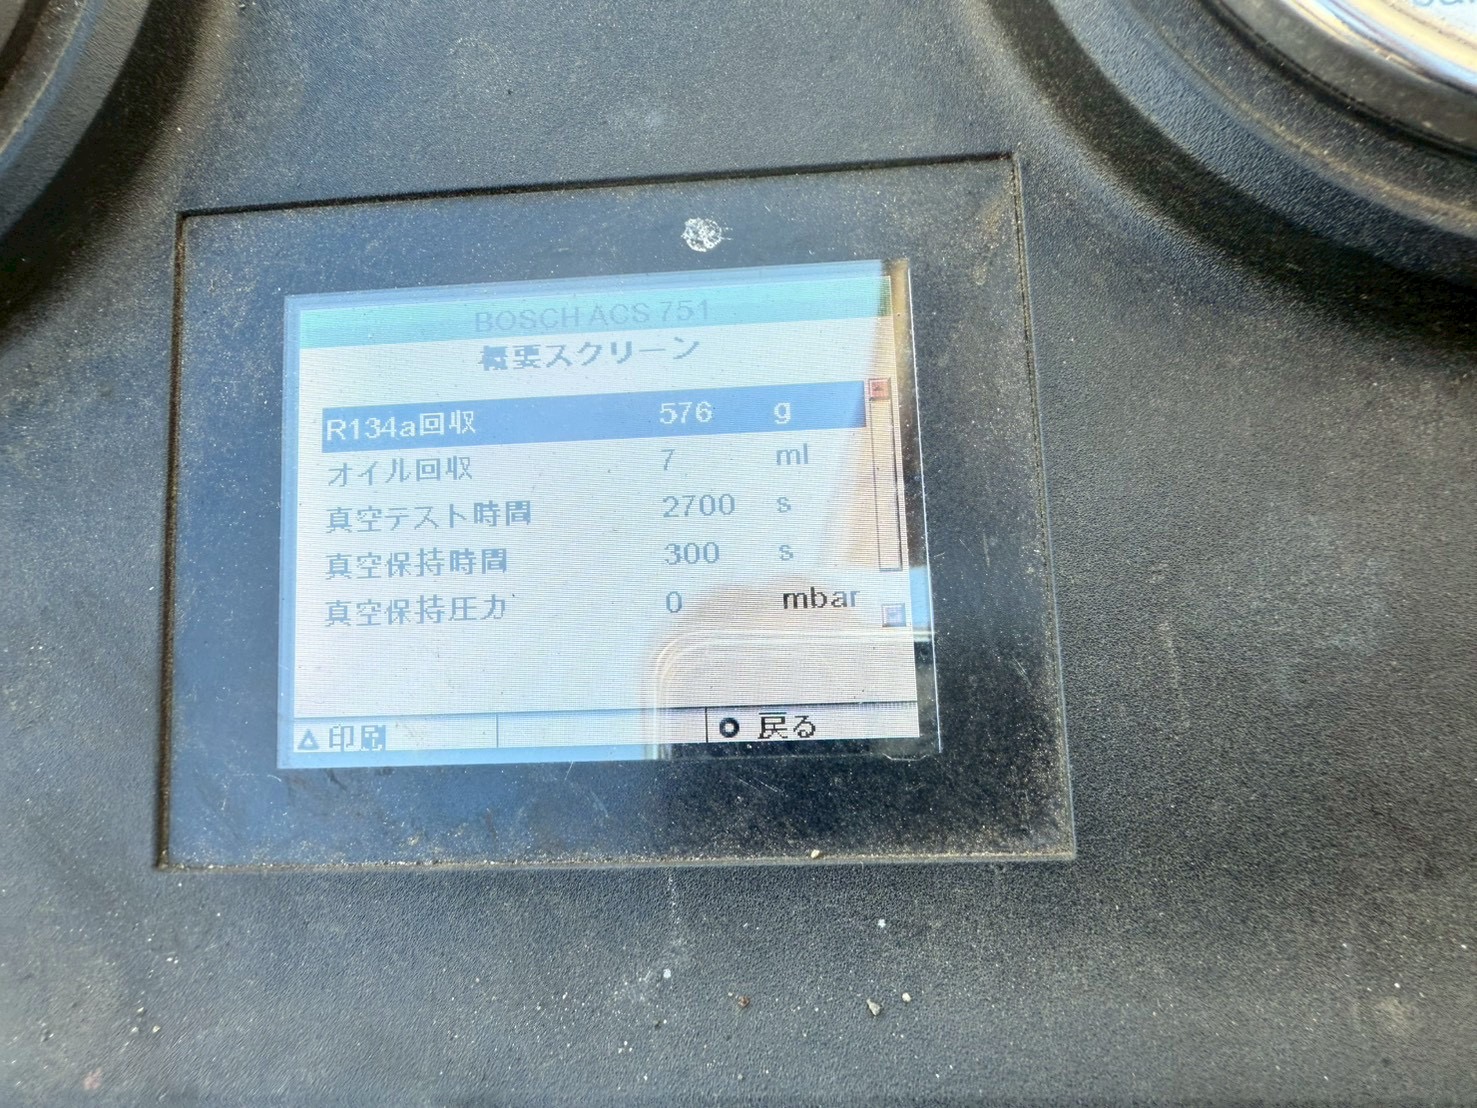 BOSCH ACS 751
概要スクリーン
R134a回収 576 g
オイル回収 7 ml
真空テスト時間 2700 s
真空保持時間 300 s
真空保持圧力 0 mbar
△ 印刷 ○ 戻る